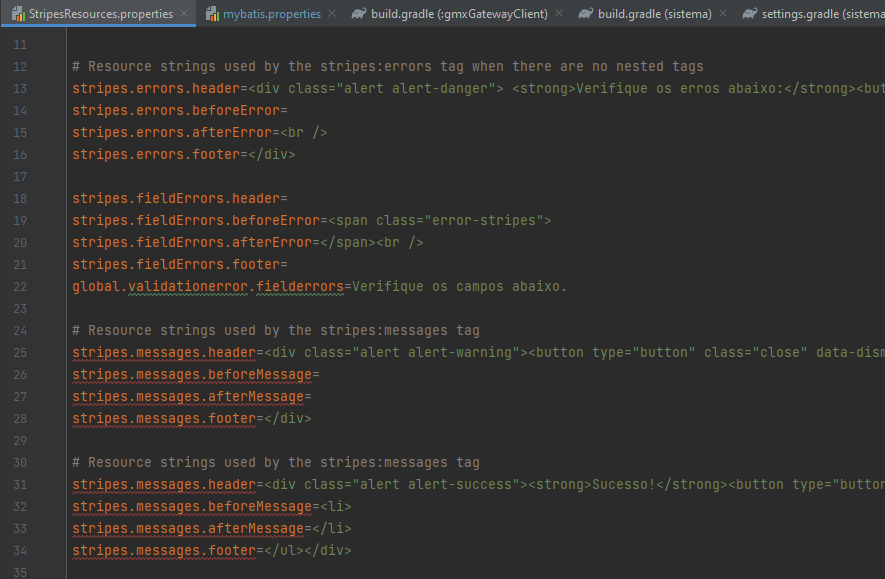 StripesResources.properties × mybatis.properties × build.gradle (:gmxGatewayClient) × build.gradle (sistema) × settings.gradle (sistema
11
12 # Resource strings used by the stripes:errors tag when there are no nested tags
13 stripes.errors.header=<div class="alert alert-danger"> <strong>Verifique os erros abaixo:</strong><but
14 stripes.errors.beforeError=
15 stripes.errors.afterError=<br />
16 stripes.errors.footer=</div>
17
18 stripes.fieldErrors.header=
19 stripes.fieldErrors.beforeError=<span class="error-stripes">
20 stripes.fieldErrors.afterError=</span><br />
21 stripes.fieldErrors.footer=
22 global.validationerror.fielderrors=Verifique os campos abaixo.
23
24 # Resource strings used by the stripes:messages tag
25 stripes.messages.header=<div class="alert alert-warning"><button type="button" class="close" data-dism
26 stripes.messages.beforeMessage=
27 stripes.messages.afterMessage=
28 stripes.messages.footer=</div>
29
30 # Resource strings used by the stripes:messages tag
31 stripes.messages.header=<div class="alert alert-success"><strong>Sucesso!</strong><button type="button
32 stripes.messages.beforeMessage=<li>
33 stripes.messages.afterMessage=</li>
34 stripes.messages.footer=</ul></div>
35